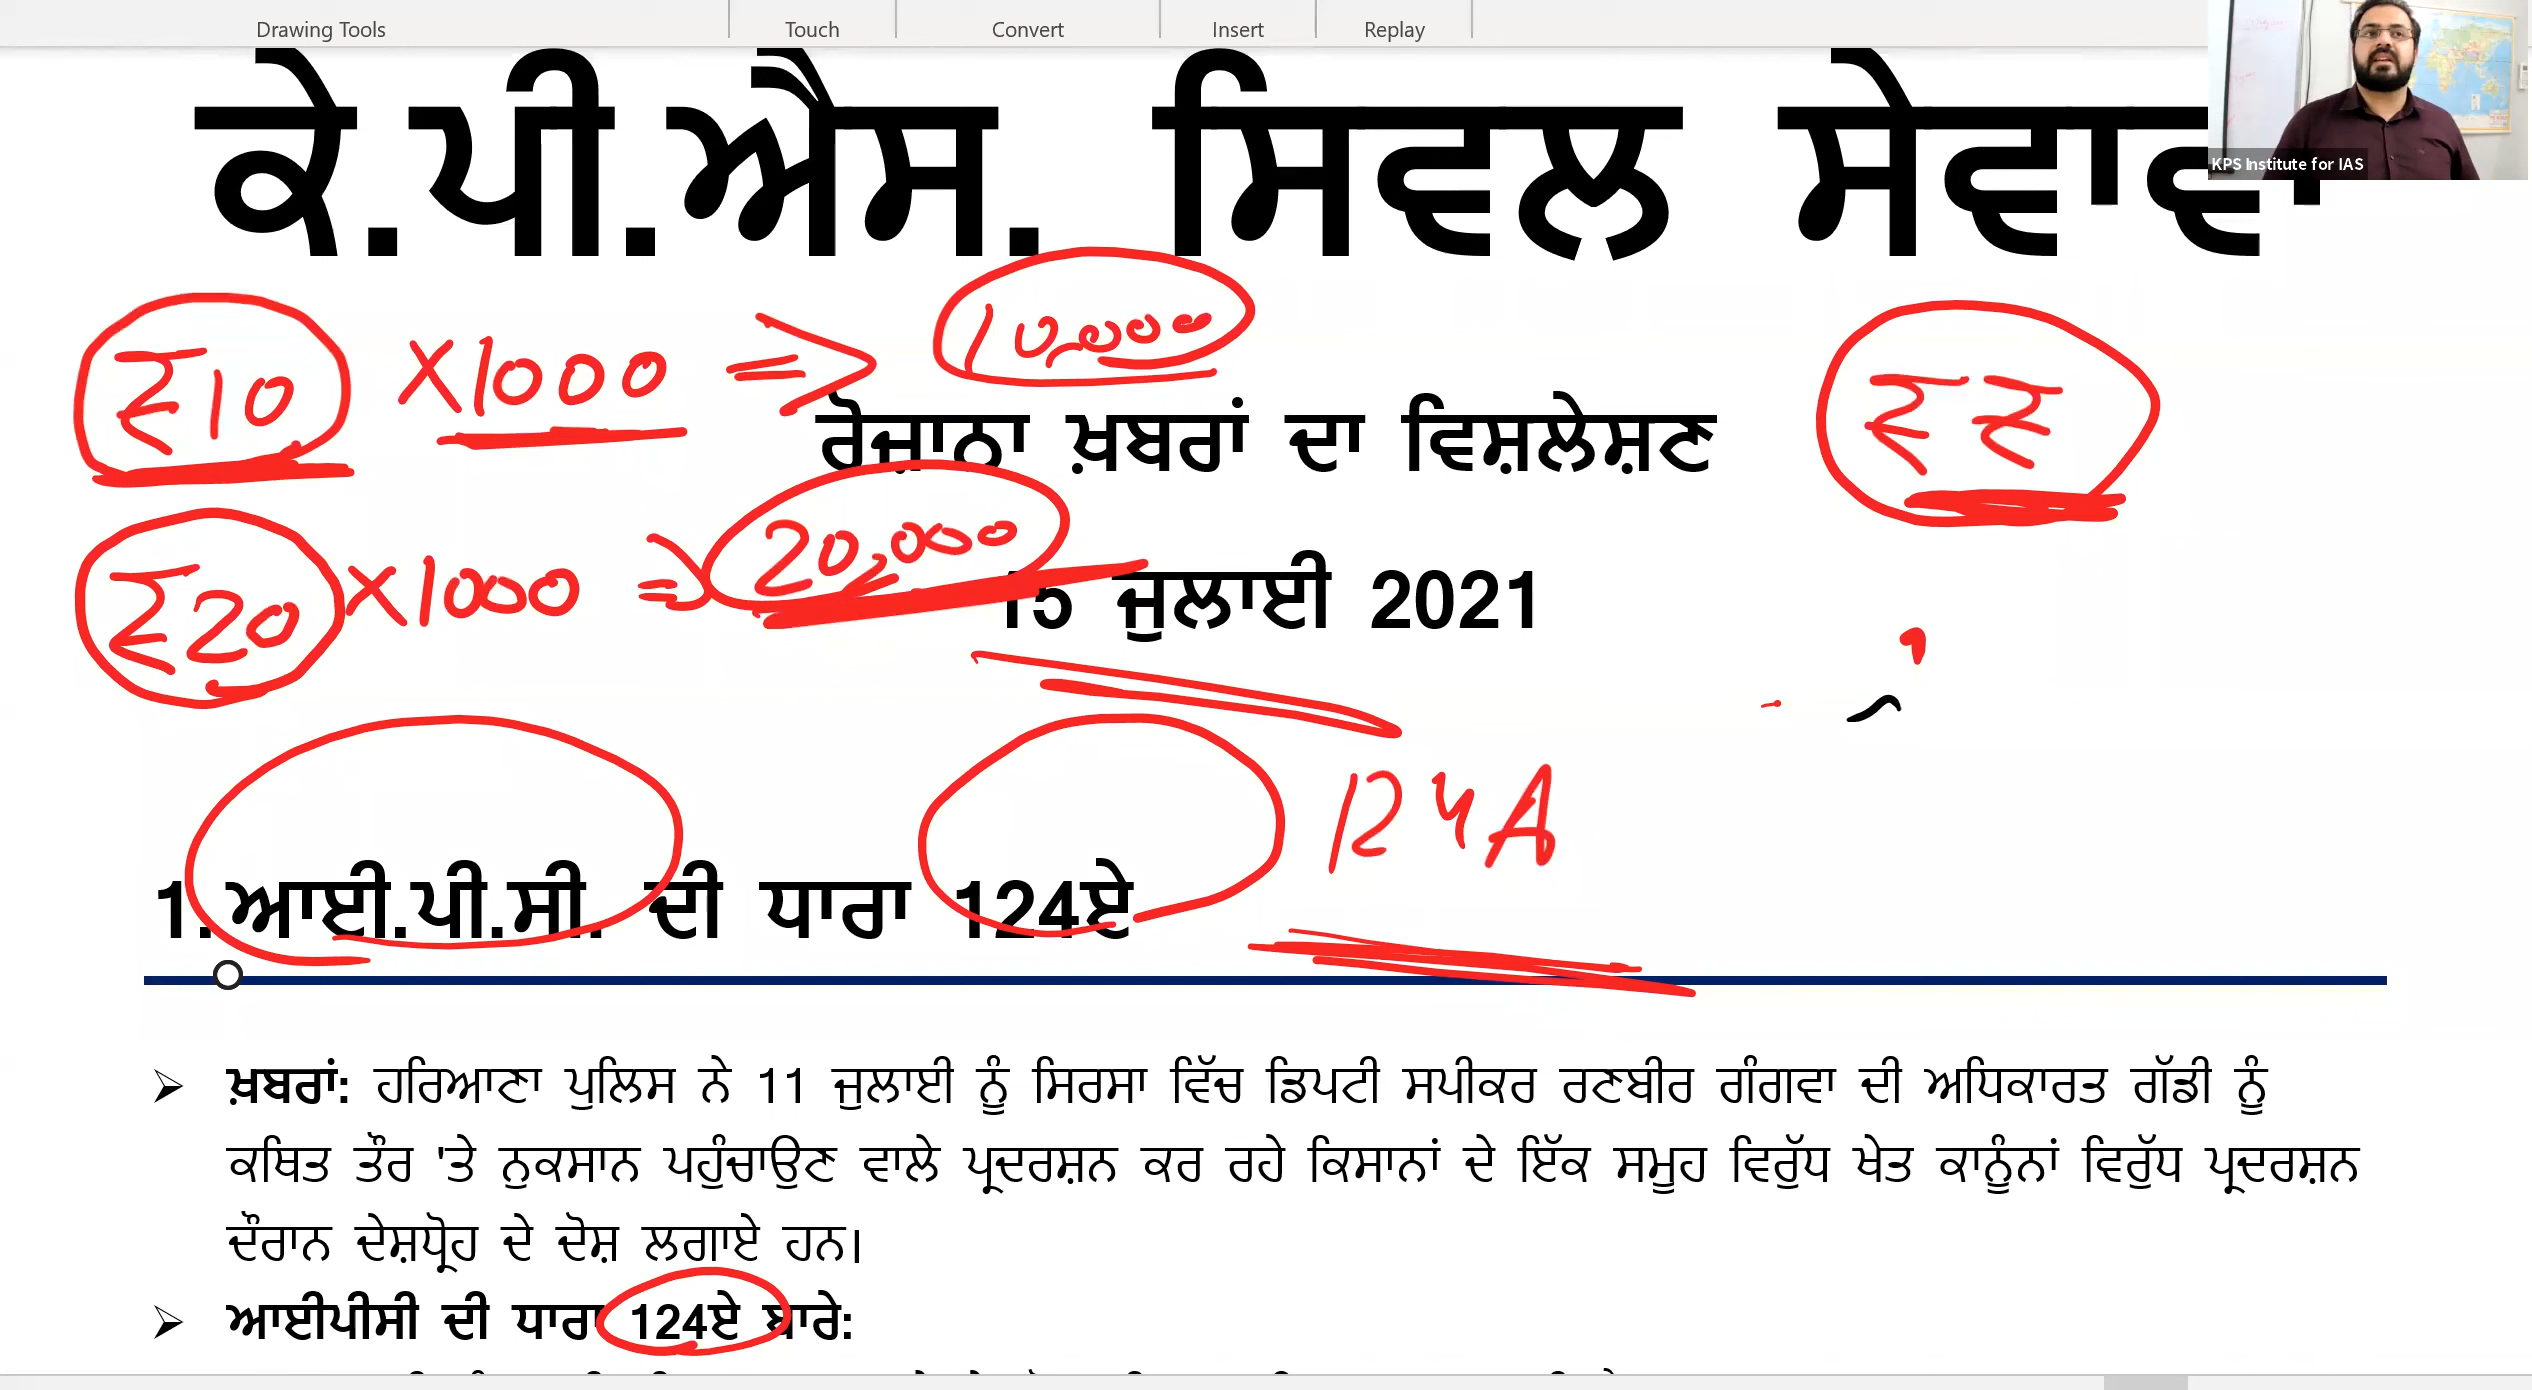 Drawing Tools Touch Convert Insert Replay
ਕੇ.ਪੀ.ਐਸ. ਸਿਵਲ ਸੇਵਾਵਾਂ
KPS Institute for IAS
₹10 X1000 ⇒ 10,000
₹ ₹
ਰੋਜ਼ਾਨਾ ਖ਼ਬਰਾਂ ਦਾ ਵਿਸ਼ਲੇਸ਼ਣ
₹20 X1000 ⇒ 20,000
15 ਜੁਲਾਈ 2021
124A
1. ਆਈ.ਪੀ.ਸੀ. ਦੀ ਧਾਰਾ 124ਏ
➢ ਖ਼ਬਰਾਂ: ਹਰਿਆਣਾ ਪੁਲਿਸ ਨੇ 11 ਜੁਲਾਈ ਨੂੰ ਸਿਰਸਾ ਵਿੱਚ ਡਿਪਟੀ ਸਪੀਕਰ ਰਣਬੀਰ ਗੰਗਵਾ ਦੀ ਅਧਿਕਾਰਤ ਗੱਡੀ ਨੂੰ
ਕਥਿਤ ਤੌਰ 'ਤੇ ਨੁਕਸਾਨ ਪਹੁੰਚਾਉਣ ਵਾਲੇ ਪ੍ਰਦਰਸ਼ਨ ਕਰ ਰਹੇ ਕਿਸਾਨਾਂ ਦੇ ਇੱਕ ਸਮੂਹ ਵਿਰੁੱਧ ਖੇਤ ਕਾਨੂੰਨਾਂ ਵਿਰੁੱਧ ਪ੍ਰਦਰਸ਼ਨ
ਦੌਰਾਨ ਦੇਸ਼ਧ੍ਰੋਹ ਦੇ ਦੋਸ਼ ਲਗਾਏ ਹਨ।
➢ ਆਈਪੀਸੀ ਦੀ ਧਾਰਾ 124ਏ ਬਾਰੇ: